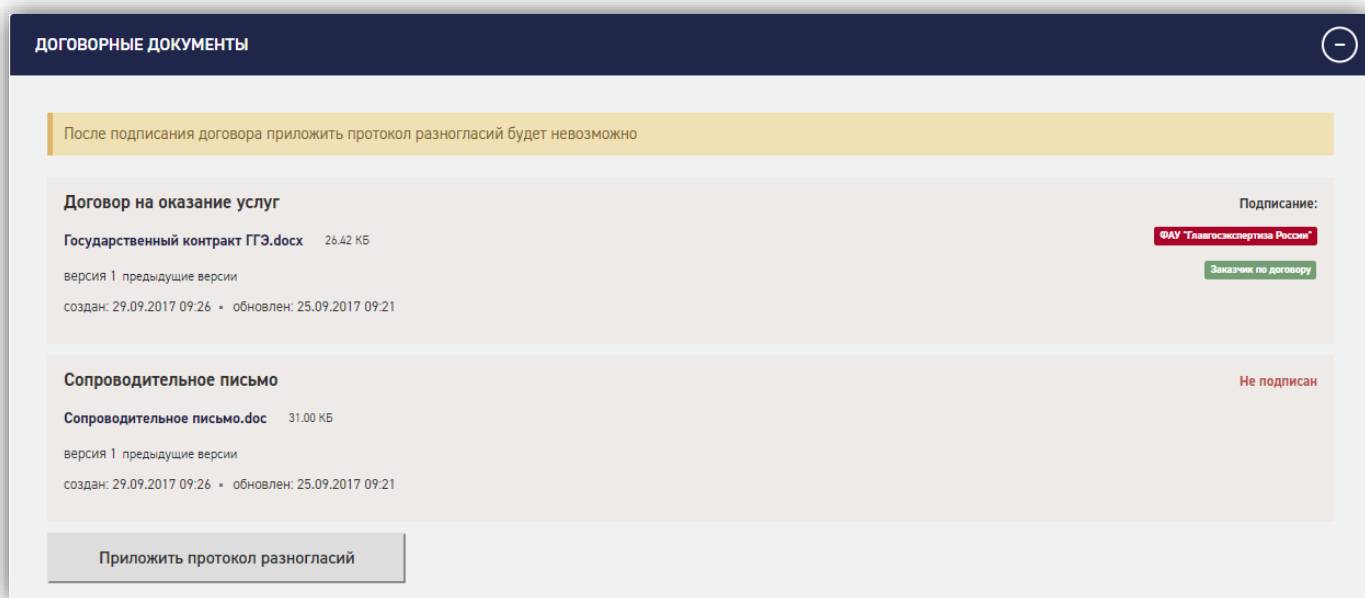 ДОГОВОРНЫЕ ДОКУМЕНТЫ
После подписания договора приложить протокол разногласий будет невозможно
Договор на оказание услуг
Подписание:
Государственный контракт ГГЭ.docx 26.42 КБ
ФАУ "Главгосэкспертиза России"
версия 1 предыдущие версии
Заказчик по договору
создан: 29.09.2017 09:26 • обновлен: 25.09.2017 09:21
Сопроводительное письмо
Не подписан
Сопроводительное письмо.doc 31.00 КБ
версия 1 предыдущие версии
создан: 29.09.2017 09:26 • обновлен: 25.09.2017 09:21
Приложить протокол разногласий